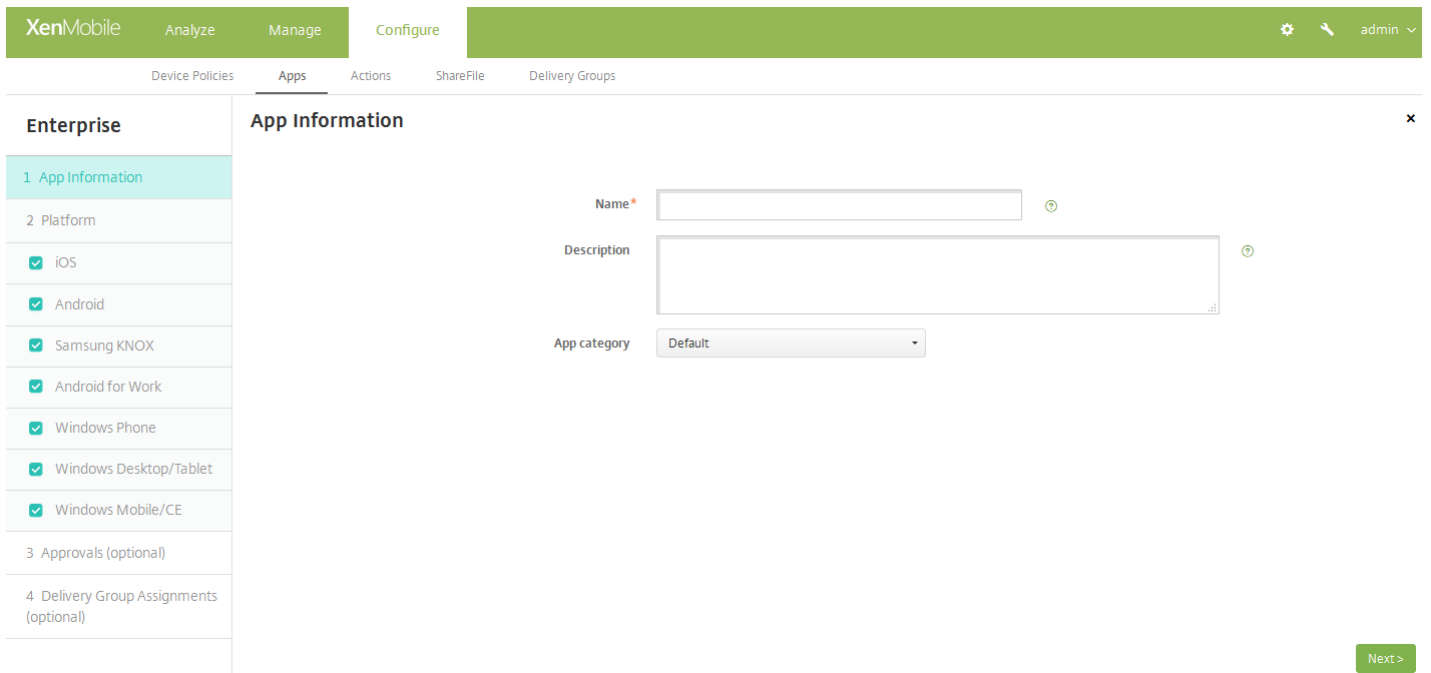 XenMobile Analyze Manage Configure admin
Device Policies Apps Actions ShareFile Delivery Groups
Enterprise
1 App Information
2 Platform
iOS
Android
Samsung KNOX
Android for Work
Windows Phone
Windows Desktop/Tablet
Windows Mobile/CE
3 Approvals (optional)
4 Delivery Group Assignments
(optional)
App Information
Name*
Description
App category Default
Next >